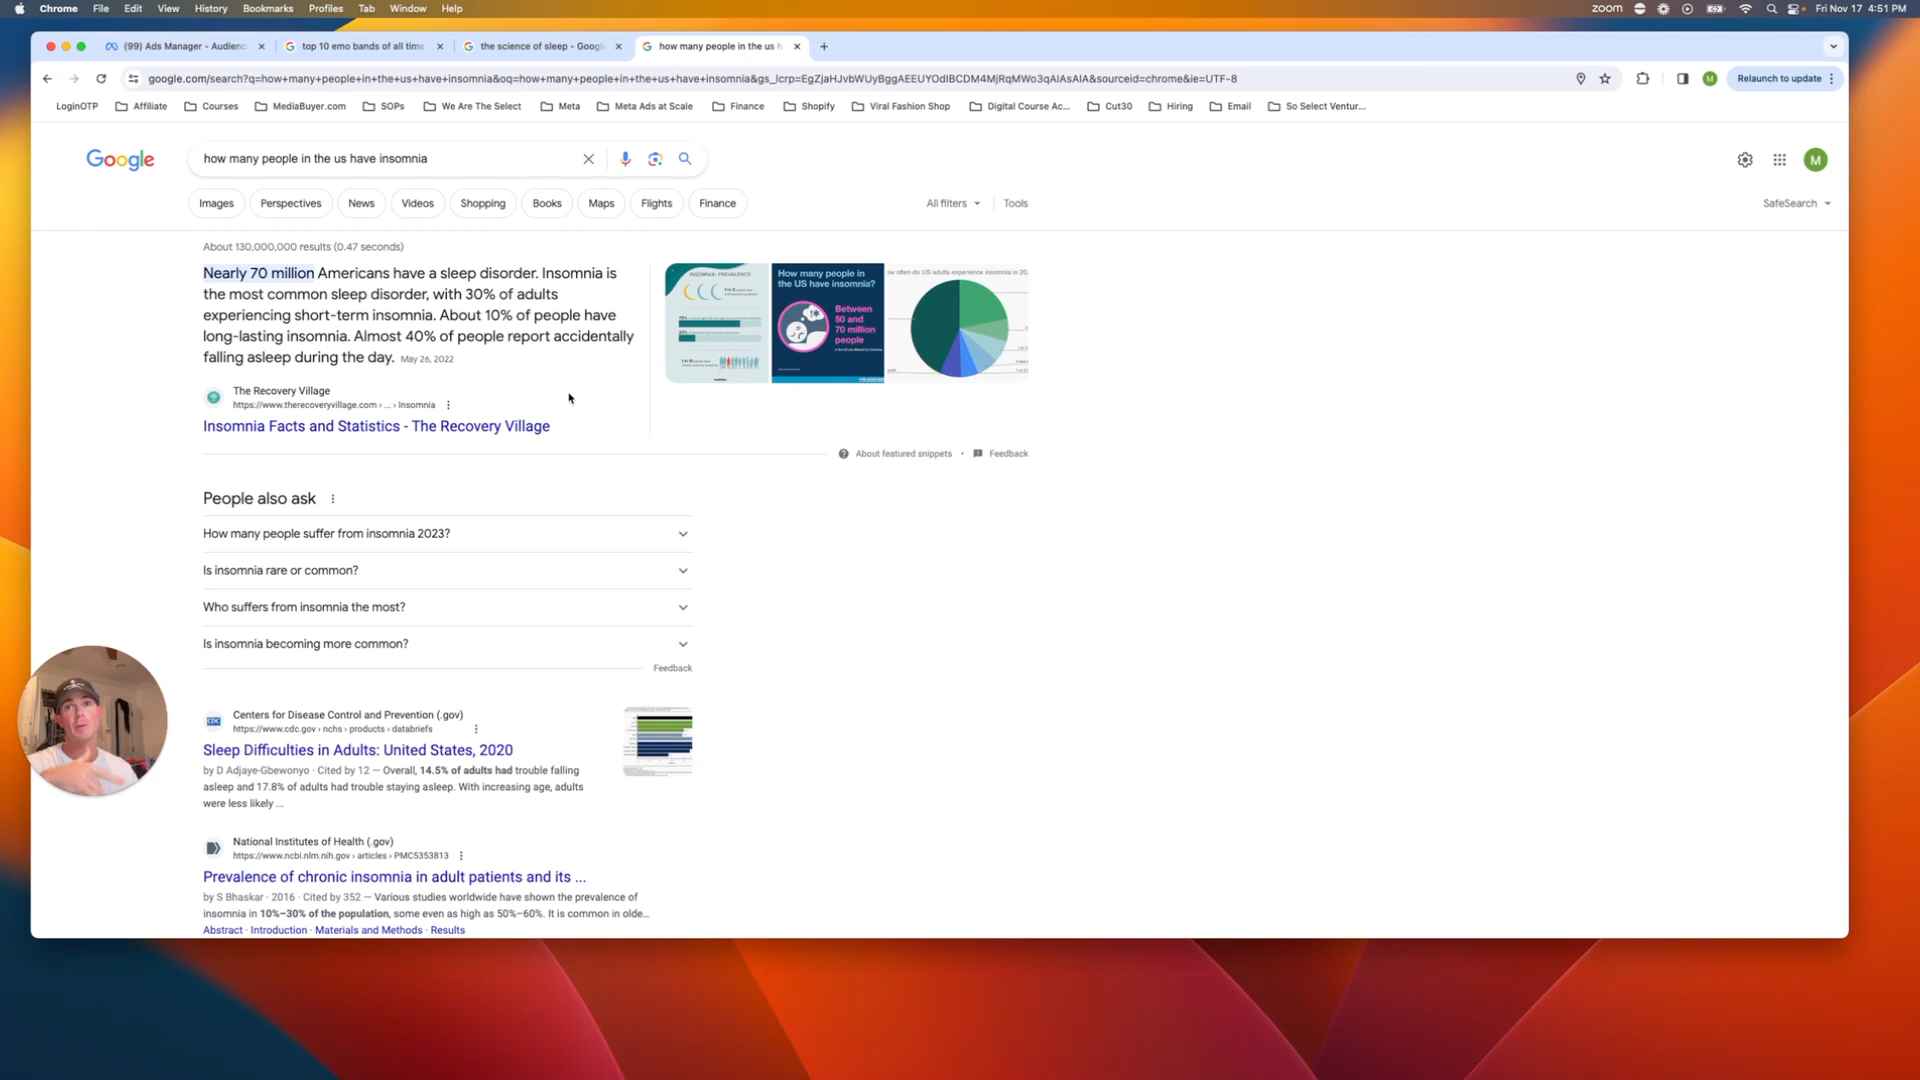 Chrome File Edit View History Bookmarks Profiles Tab Window Help
zoom Fri Nov 17 4:51 PM
(99) Ads Manager - Audienc
top 10 emo bands of all time
the science of sleep - Googl
how many people in the us h
google.com/search?q=how+many+people+in+the+us+have+insomnia&oq=how+many+people+in+the+us+have+insomnia&gs_lcrp=EgZjaHJvbWUyBggAEEUYOdIBCDM4MjRqMWo3qAIAsAIA&sourceid=chrome&ie=UTF-8
M
Relaunch to update
LoginOTP Affiliate Courses MediaBuyer.com SOPs We Are The Select Meta Meta Ads at Scale Finance Shopify Viral Fashion Shop Digital Course Ac... Cut30 Hiring Email So Select Ventur...
Google
how many people in the us have insomnia
M
Images Perspectives News Videos Shopping Books Maps Flights Finance
All filters Tools
SafeSearch
About 130,000,000 results (0.47 seconds)
Nearly 70 million Americans have a sleep disorder. Insomnia is
the most common sleep disorder, with 30% of adults
experiencing short-term insomnia. About 10% of people have
long-lasting insomnia. Almost 40% of people report accidentally
falling asleep during the day. May 26, 2022
INSOMNIA: PREVALENCE
How many people in
the US have insomnia?
Between
50 and
70 million
people
ow often do US adults experience insomnia in 20.
The Recovery Village
https://www.therecoveryvillage.com › ... › Insomnia
Insomnia Facts and Statistics - The Recovery Village
About featured snippets • Feedback
People also ask
How many people suffer from insomnia 2023?
Is insomnia rare or common?
Who suffers from insomnia the most?
Is insomnia becoming more common?
Feedback
CDC
Centers for Disease Control and Prevention (.gov)
https://www.cdc.gov › nchs › products › databriefs
Sleep Difficulties in Adults: United States, 2020
by D Adjaye-Gbewonyo · Cited by 12 — Overall, 14.5% of adults had trouble falling
asleep and 17.8% of adults had trouble staying asleep. With increasing age, adults
were less likely ...
National Institutes of Health (.gov)
https://www.ncbi.nlm.nih.gov › articles › PMC5353813
Prevalence of chronic insomnia in adult patients and its ...
by S Bhaskar · 2016 · Cited by 352 — Various studies worldwide have shown the prevalence of
insomnia in 10%–30% of the population, some even as high as 50%–60%. It is common in olde...
Abstract · Introduction · Materials and Methods · Results